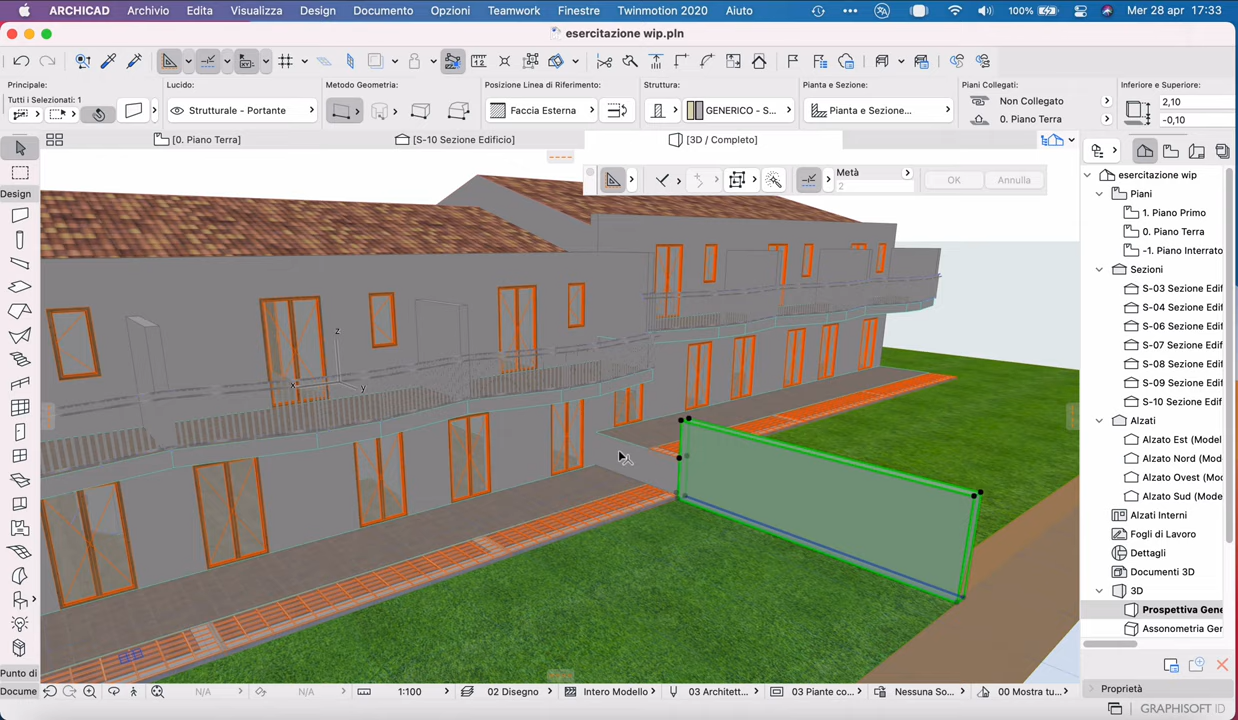 ARCHICAD Archivio Edita Visualizza Design Documento Opzioni Teamwork Finestre Twinmotion 2020 Aiuto 100% Mer 28 apr 17:33
esercitazione wip.pln
Principale: Lucido: Metodo Geometria: Posizione Linea di Riferimento: Struttura: Pianta e Sezione: Piani Collegati: Inferiore e Superiore:
Tutti i Selezionati: 1
Strutturale - Portante Faccia Esterna GENERICO - S... Pianta e Sezione...
Non Collegato 2,10
0. Piano Terra -0,10
[0. Piano Terra] [S-10 Sezione Edificio] [3D / Completo]
Metà
2
OK Annulla
Design
Punto di
Docume
z
x
y
esercitazione wip
Piani
1. Piano Primo
0. Piano Terra
-1. Piano Interrato
Sezioni
S-03 Sezione Edif
S-04 Sezione Edif
S-06 Sezione Edif
S-07 Sezione Edif
S-08 Sezione Edif
S-09 Sezione Edif
S-10 Sezione Edif
Alzati
Alzato Est (Model
Alzato Nord (Mode
Alzato Ovest (Mod
Alzato Sud (Mode
Alzati Interni
Fogli di Lavoro
Dettagli
Documenti 3D
3D
Prospettiva Gene
Assonometria Ger
Proprietà
N/A N/A 1:100 02 Disegno Intero Modello 03 Architett... 03 Piante co... Nessuna So... 00 Mostra tu...
GRAPHISOFT ID